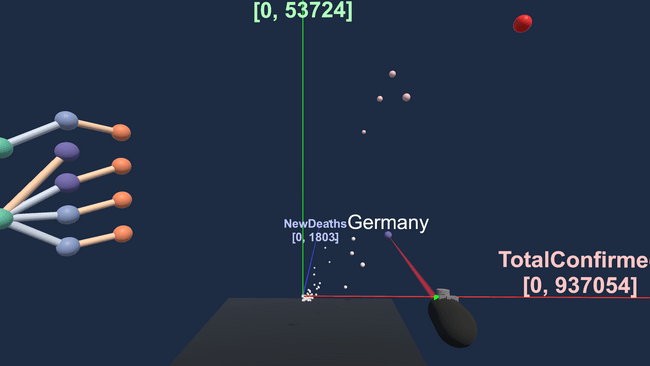 [0, 53724]
NewDeaths
[0, 1803]
Germany
TotalConfirme
[0, 937054]